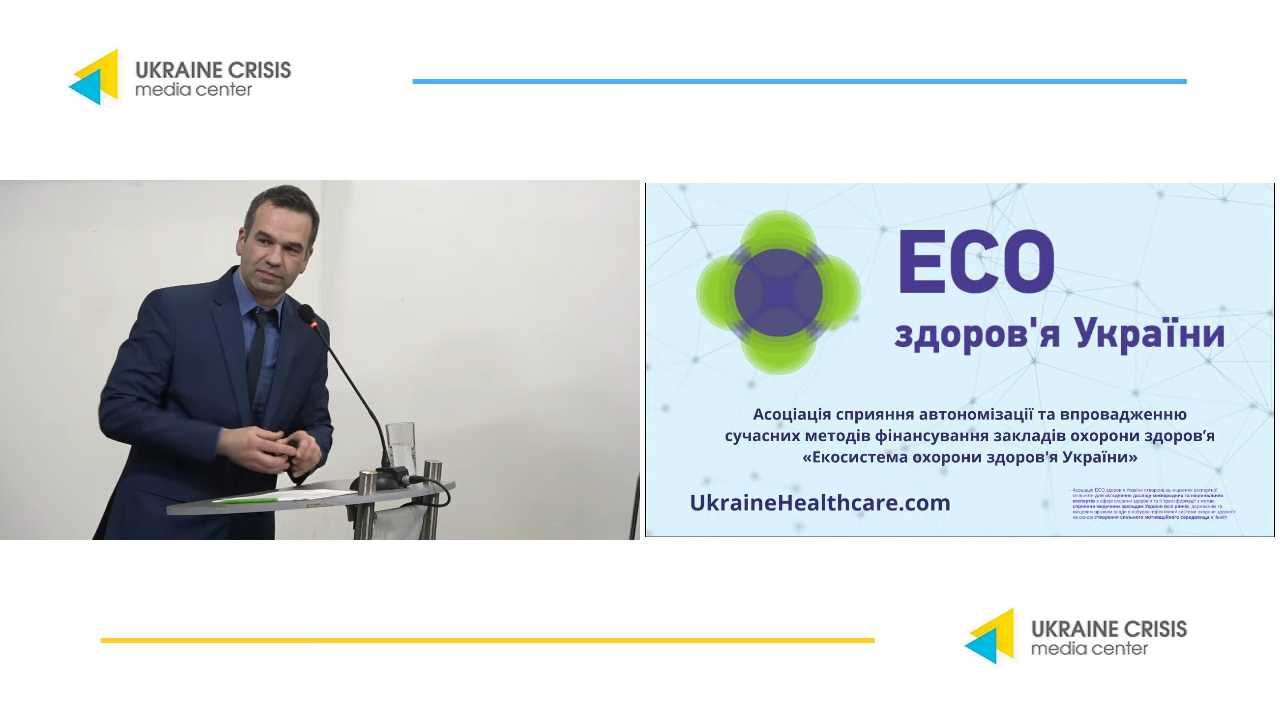 UKRAINE CRISIS
media center
ECO
здоров'я України
Асоціація сприяння автономізації та впровадженню
сучасних методів фінансування закладів охорони здоров’я
«Екосистема охорони здоров'я України»
UkraineHealthcare.com
UKRAINE CRISIS
media center